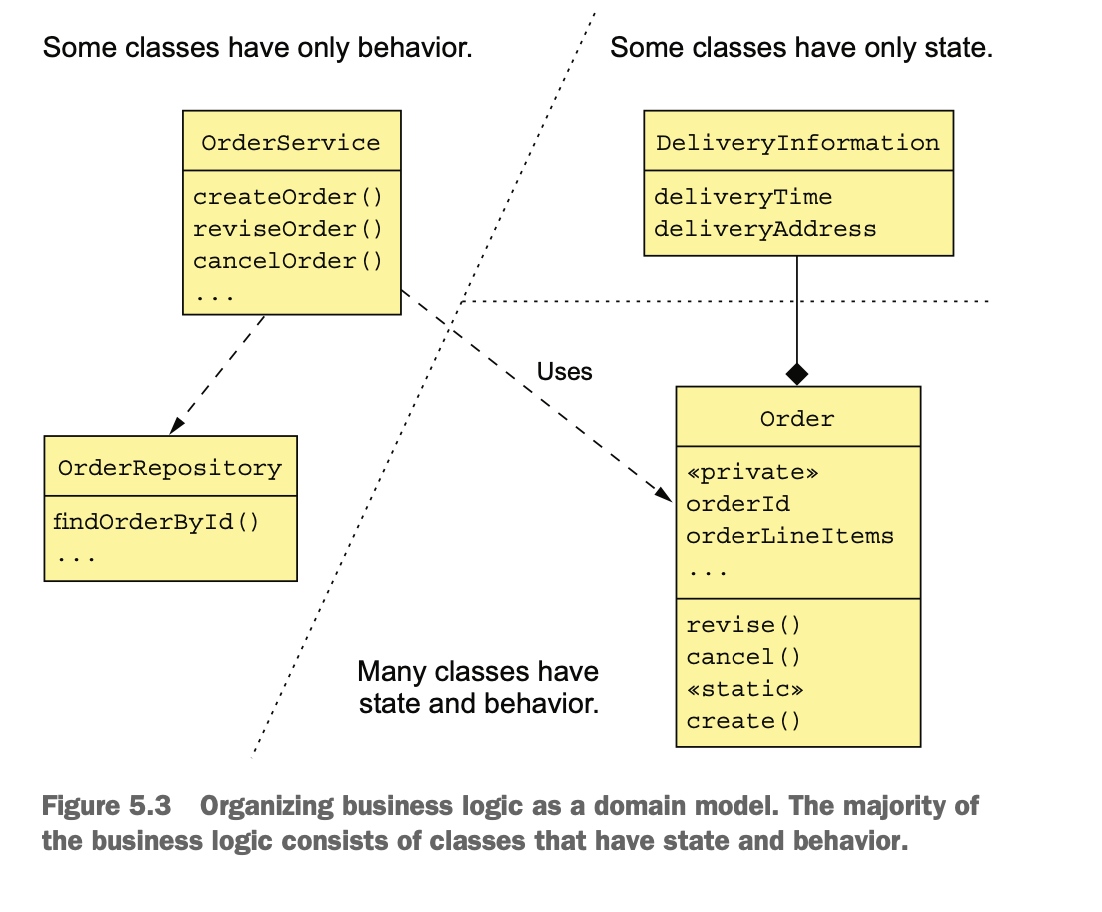 Some classes have only behavior.
Some classes have only state.
OrderService
createOrder()
reviseOrder()
cancelOrder()
...
DeliveryInformation
deliveryTime
deliveryAddress
Uses
OrderRepository
findOrderById()
...
Order
«private»
orderId
orderLineItems
...
revise()
cancel()
«static»
create()
Many classes have
state and behavior.
Figure 5.3 Organizing business logic as a domain model. The majority of
the business logic consists of classes that have state and behavior.